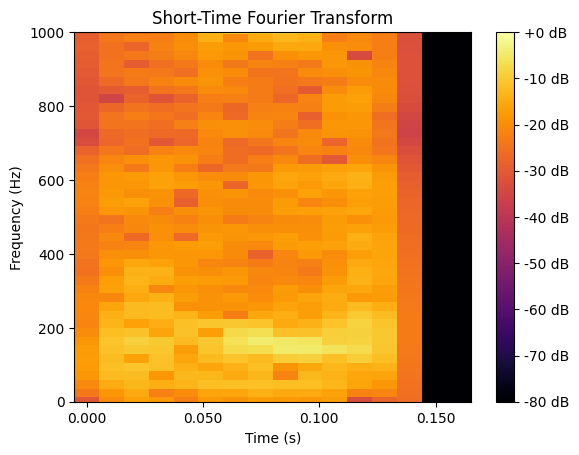 Short-Time Fourier Transform
1000
800
600
400
200
0
Frequency (Hz)
0.000
0.050
0.100
0.150
Time (s)
+0 dB
-10 dB
-20 dB
-30 dB
-40 dB
-50 dB
-60 dB
-70 dB
-80 dB